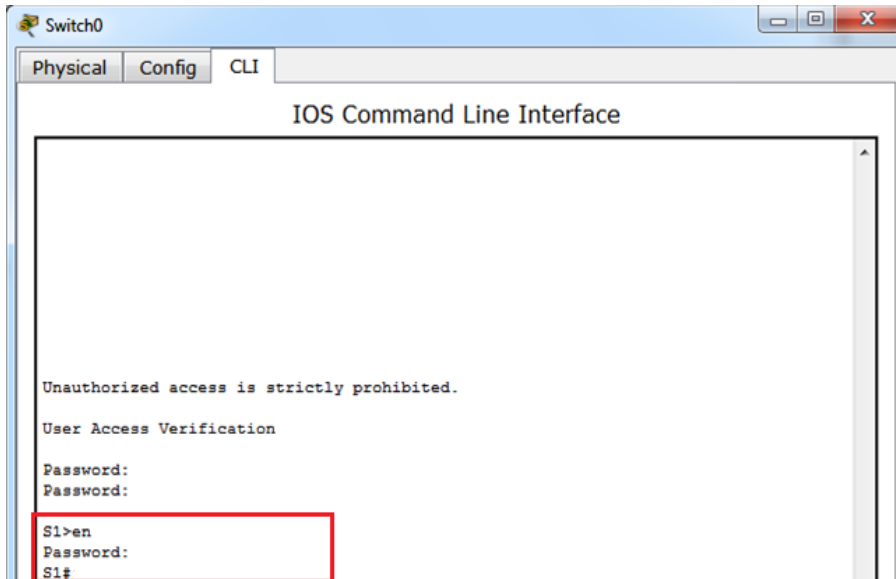 Switch0
Physical Config CLI
IOS Command Line Interface
Unauthorized access is strictly prohibited.
User Access Verification
Password:
Password:
S1>en
Password:
S1#